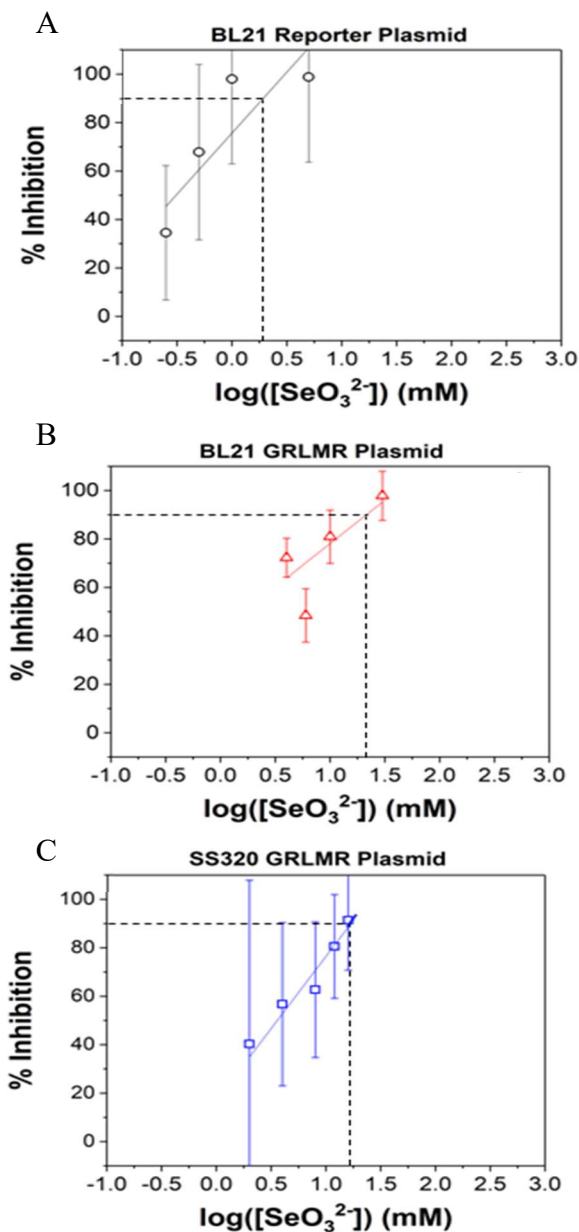 A
BL21 Reporter Plasmid
100
80
60
40
20
0
% Inhibition
-1.0 -0.5 0.0 0.5 1.0 1.5 2.0 2.5 3.0
log([SeO₃²⁻]) (mM)
B
BL21 GRLMR Plasmid
100
80
60
40
20
0
% Inhibition
-1.0 -0.5 0.0 0.5 1.0 1.5 2.0 2.5 3.0
log([SeO₃²⁻]) (mM)
C
SS320 GRLMR Plasmid
100
80
60
40
20
0
% Inhibition
-1.0 -0.5 0.0 0.5 1.0 1.5 2.0 2.5 3.0
log([SeO₃²⁻]) (mM)